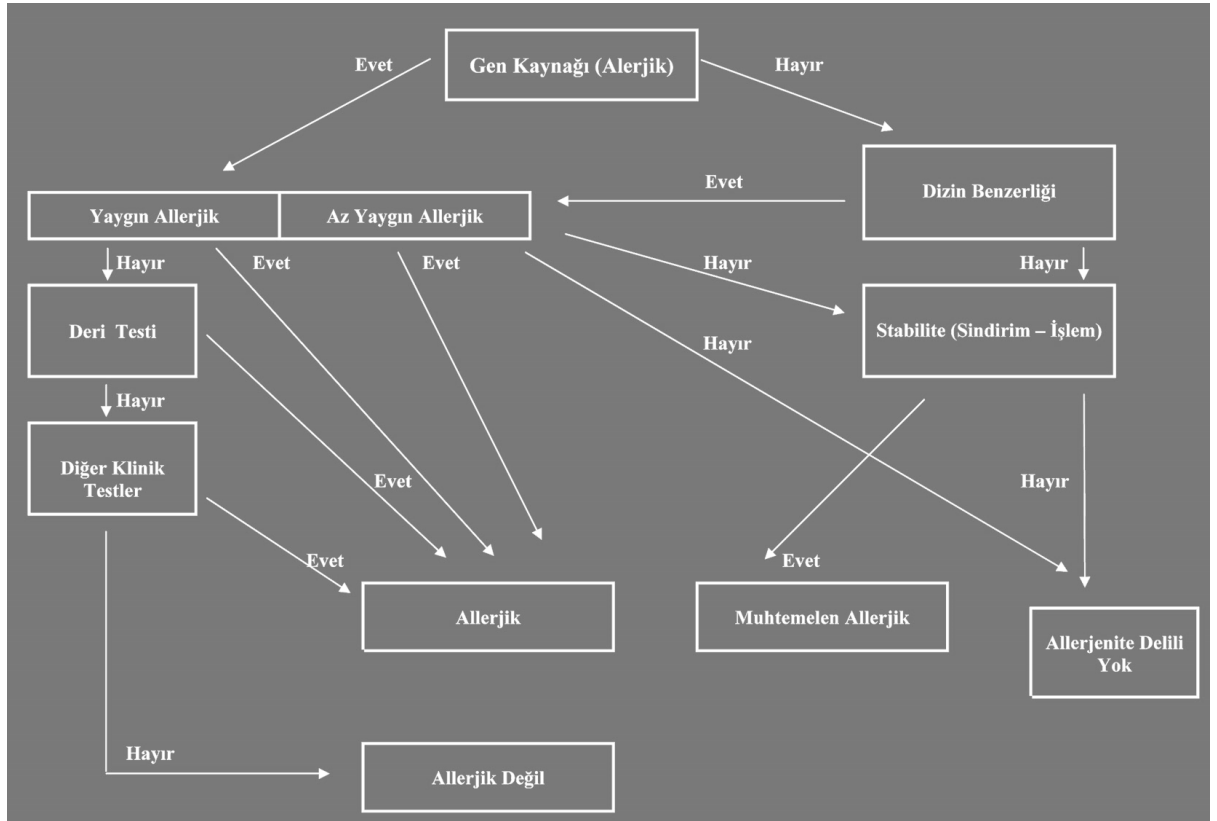 Gen Kaynağı (Alerjik)
Evet
Hayır
Dizin Benzerliği
Evet
Yaygın Allerjik
Az Yaygın Allerjik
Hayır
Evet
Evet
Hayır
Hayır
Deri Testi
Stabilite (Sindirim – İşlem)
Hayır
Hayır
Diğer Klinik
Testler
Evet
Hayır
Evet
Evet
Allerjik
Muhtemelen Allerjik
Allerjenite Delili
Yok
Hayır
Allerjik Değil